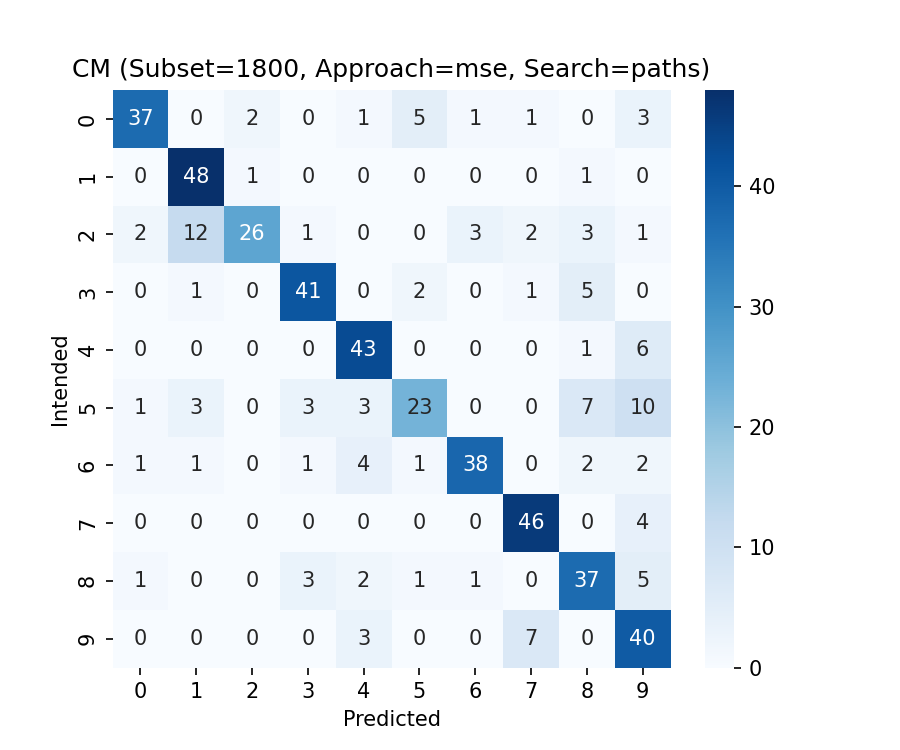 CM (Subset=1800, Approach=mse, Search=paths)
0 37 0 2 0 1 5 1 1 0 3
1 0 48 1 0 0 0 0 0 1 0
2 2 12 26 1 0 0 3 2 3 1
3 0 1 0 41 0 2 0 1 5 0
4 0 0 0 0 43 0 0 0 1 6
5 1 3 0 3 3 23 0 0 7 10
6 1 1 0 1 4 1 38 0 2 2
7 0 0 0 0 0 0 0 46 0 4
8 1 0 0 3 2 1 1 0 37 5
9 0 0 0 0 3 0 0 7 0 40
0 1 2 3 4 5 6 7 8 9
Predicted
Intended
40
30
20
10
0